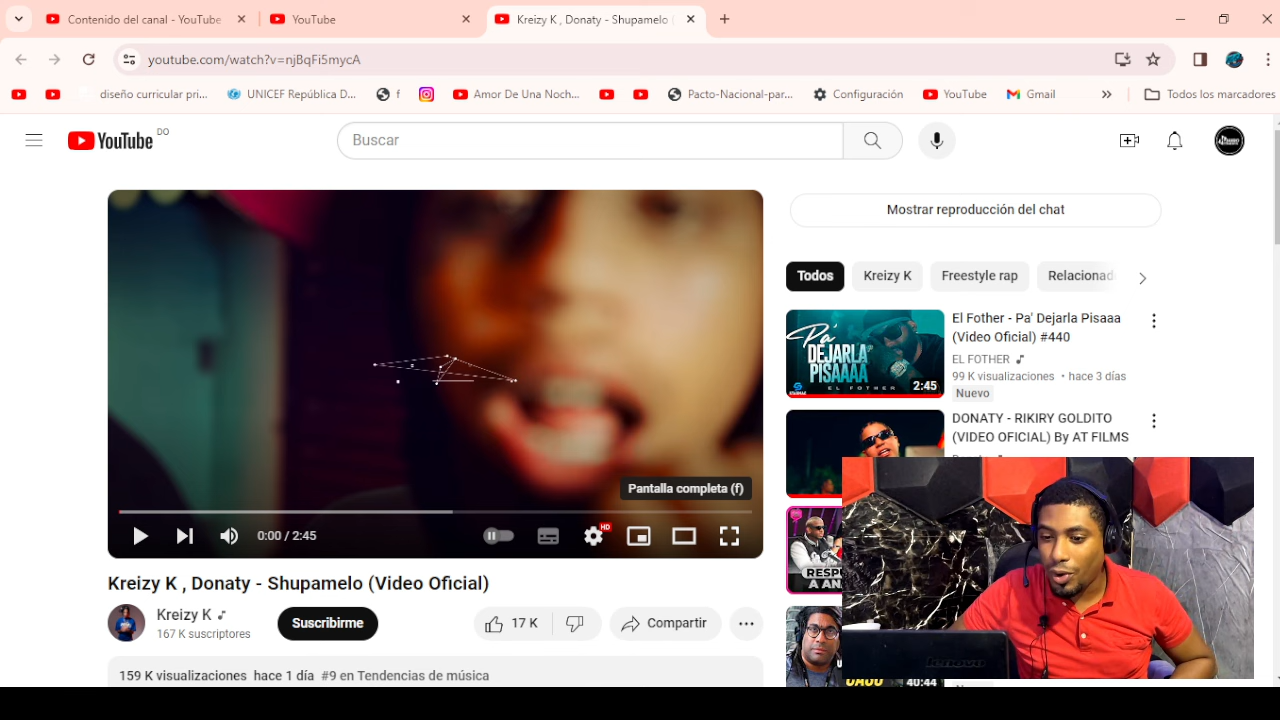 Contenido del canal - YouTube
YouTube
Kreizy K , Donaty - Shupamelo
youtube.com/watch?v=njBqFi5mycA
diseño curricular pri...
UNICEF República D...
f
Amor De Una Noch...
Pacto-Nacional-par...
Configuración
YouTube
Gmail
Todos los marcadores
YouTube DO
Buscar
Mostrar reproducción del chat
Todos
Kreizy K
Freestyle rap
Relacionad
PA' DEJARLA PISAAAA
EL FOTHER
2:45
El Fother - Pa' Dejarla Pisaaa
(Video Oficial) #440
EL FOTHER
99 K visualizaciones • hace 3 días
Nuevo
DONATY - RIKIRY GOLDITO
(VIDEO OFICIAL) By AT FILMS
Pantalla completa (f)
0:00 / 2:45
HD
Kreizy K , Donaty - Shupamelo (Video Oficial)
Kreizy K
167 K suscriptores
Suscribirme
17 K
Compartir
159 K visualizaciones hace 1 día #9 en Tendencias de música
RESP
A AN
40:44
lenovo